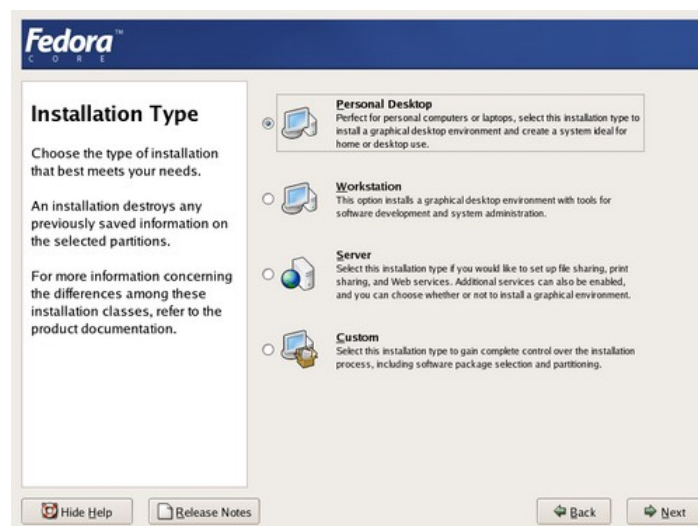 Fedora™
CORE
Installation Type
Choose the type of installation
that best meets your needs.
An installation destroys any
previously saved information on
the selected partitions.
For more information concerning
the differences among these
installation classes, refer to the
product documentation.
Personal Desktop
Perfect for personal computers or laptops, select this installation type to
install a graphical desktop environment and create a system ideal for
home or desktop use.
Workstation
This option installs a graphical desktop environment with tools for
software development and system administration.
Server
Select this installation type if you would like to set up file sharing, print
sharing, and Web services. Additional services can also be enabled,
and you can choose whether or not to install a graphical environment.
Custom
Select this installation type to gain complete control over the installation
process, including software package selection and partitioning.
Hide Help
Release Notes
Back
Next